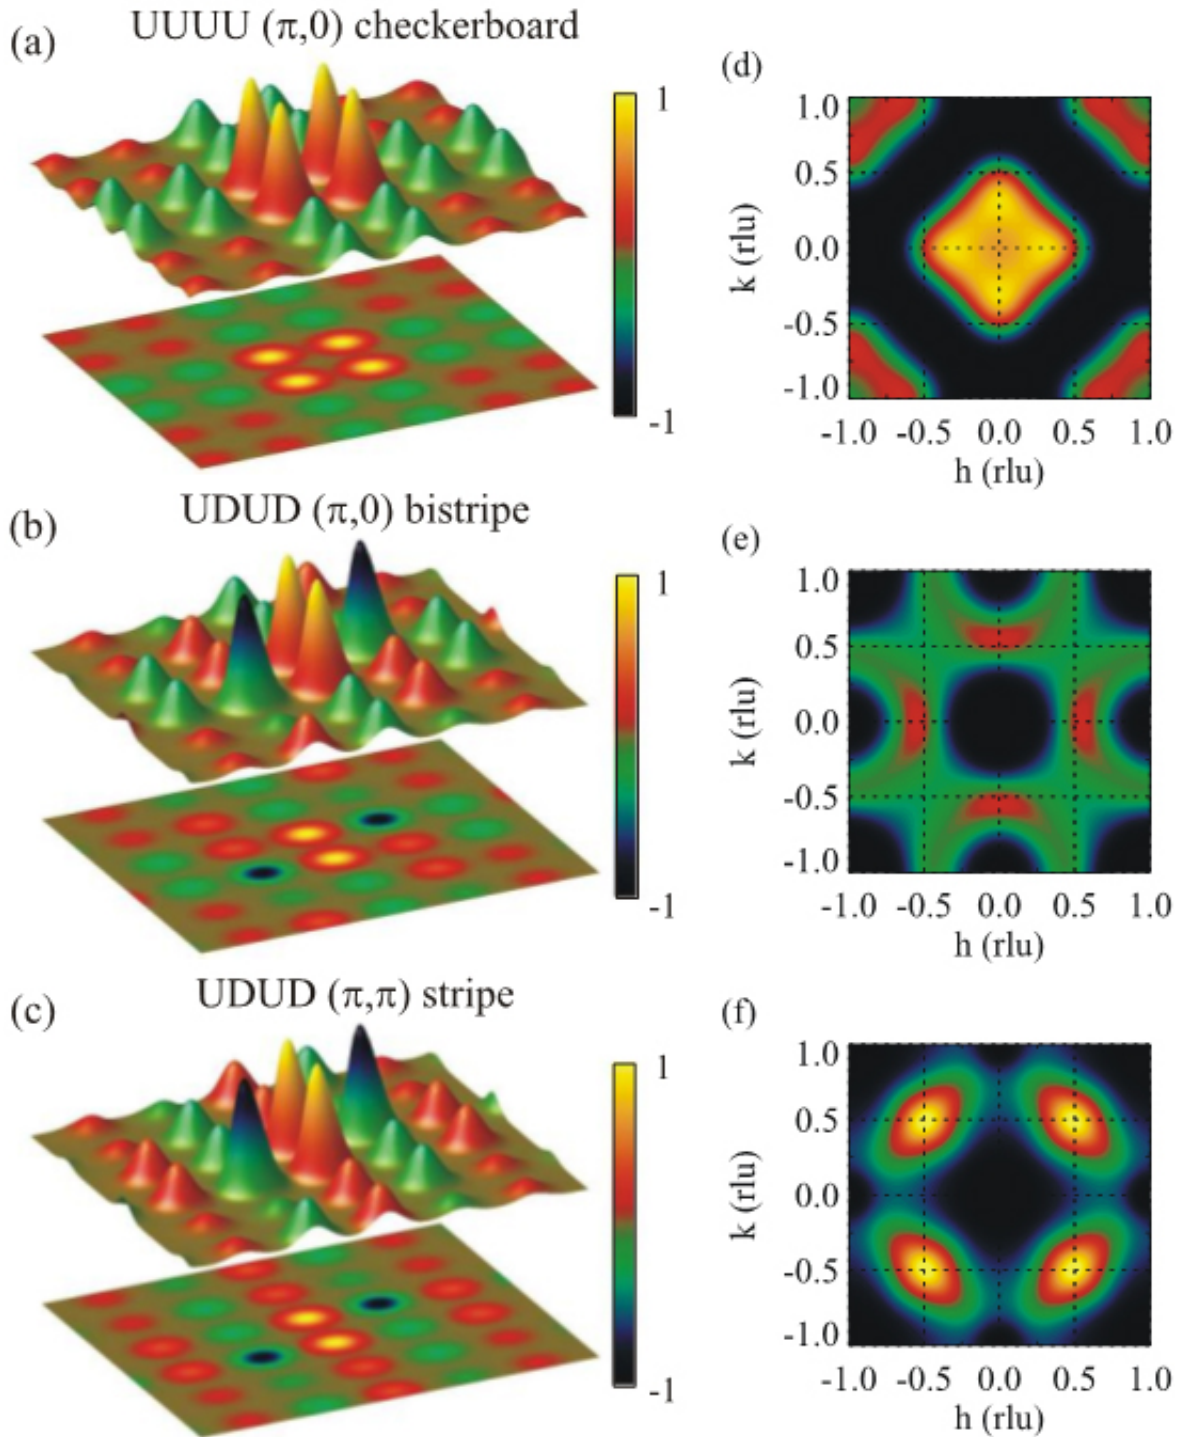 (a)
UUUU (π,0) checkerboard
1
-1
(d)
1.0
0.5
0.0
-0.5
-1.0
k (rlu)
-1.0 -0.5 0.0 0.5 1.0
h (rlu)
(b)
UDUD (π,0) bistripe
1
-1
(e)
1.0
0.5
0.0
-0.5
-1.0
k (rlu)
-1.0 -0.5 0.0 0.5 1.0
h (rlu)
(c)
UDUD (π,π) stripe
1
-1
(f)
1.0
0.5
0.0
-0.5
-1.0
k (rlu)
-1.0 -0.5 0.0 0.5 1.0
h (rlu)